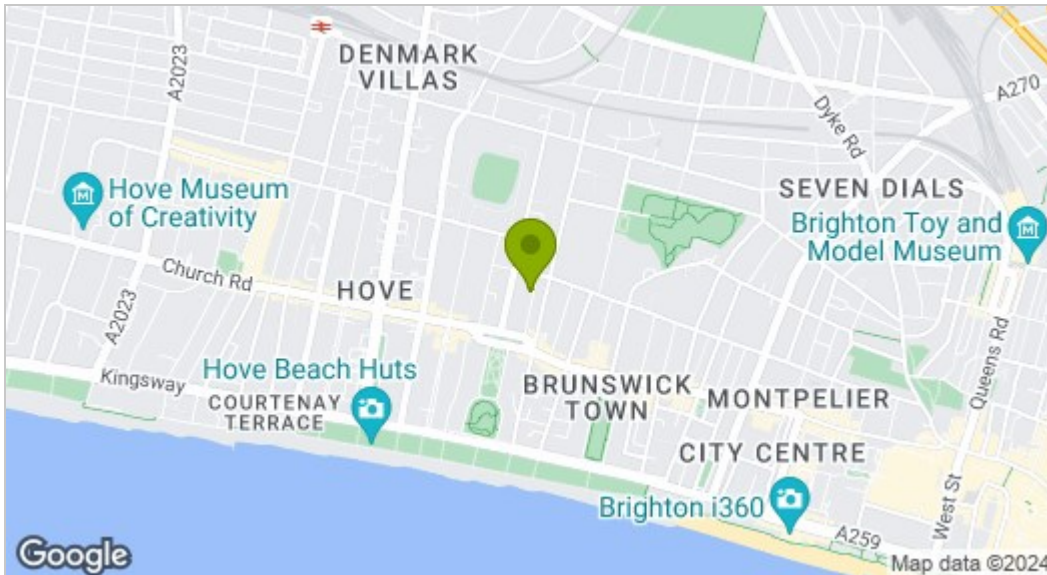 DENMARK
VILLAS
A2023
A270
Dyke Rd
Hove Museum
of Creativity
SEVEN DIALS
Brighton Toy and
Model Museum
Church Rd
HOVE
A2023
Queens Rd
Kingsway
Hove Beach Huts
COURTENAY
TERRACE
BRUNSWICK
TOWN
MONTPELIER
CITY CENTRE
Brighton i360
West St
A259
Google
Map data ©2024